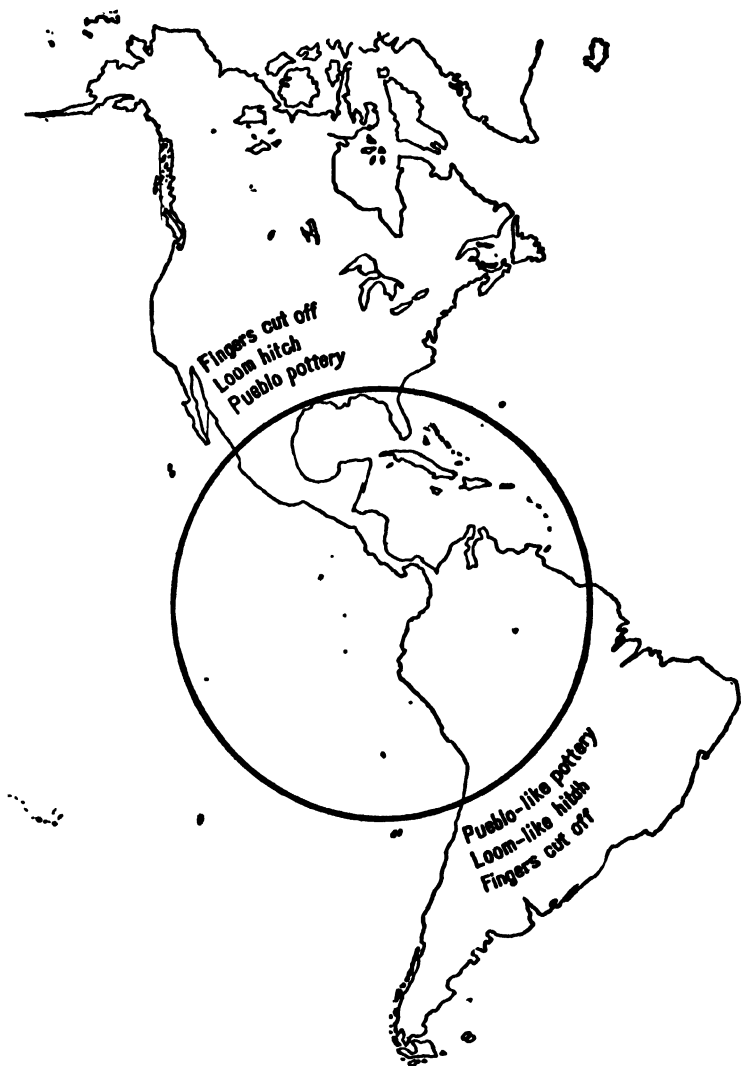 Fingers cut off
Loom hitch
Pueblo pottery
Pueblo-like pottery
Loom-like hitch
Fingers cut off